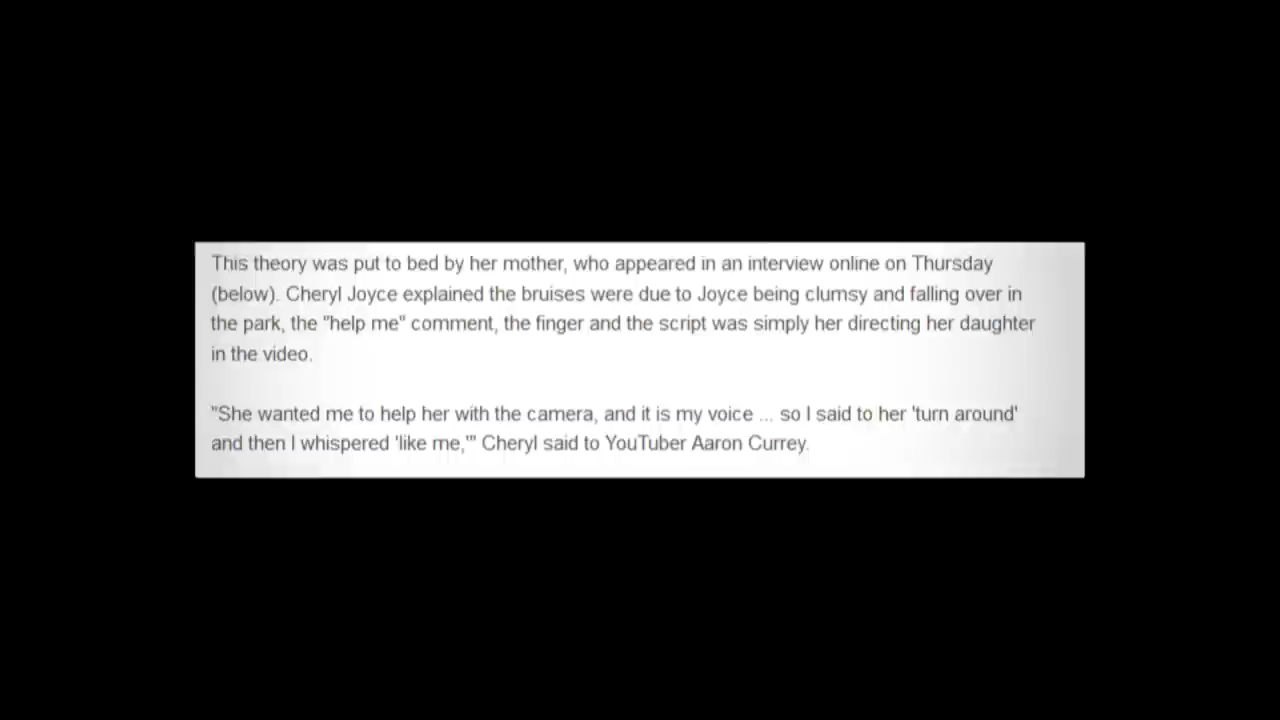 This theory was put to bed by her mother, who appeared in an interview online on Thursday
(below). Cheryl Joyce explained the bruises were due to Joyce being clumsy and falling over in
the park, the "help me" comment, the finger and the script was simply her directing her daughter
in the video.
"She wanted me to help her with the camera, and it is my voice ... so I said to her 'turn around'
and then I whispered 'like me,'" Cheryl said to YouTuber Aaron Currey.